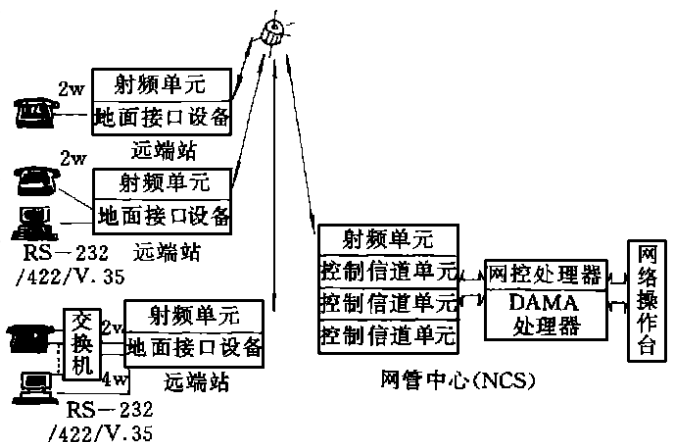 2w
射频单元
地面接口设备
远端站
2w
射频单元
地面接口设备
RS-232
/422/V.35
远端站
交换机
2w
4w
射频单元
地面接口设备
远端站
RS-232
/422/V.35
射频单元
控制信道单元
控制信道单元
控制信道单元
网管中心(NCS)
网控处理器
DAMA
处理器
网络操作台